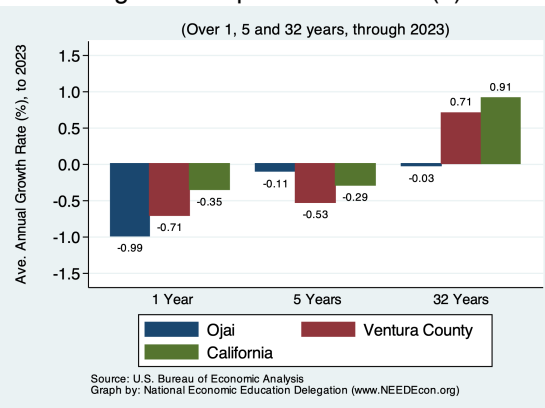 (Over 1, 5 and 32 years, through 2023)
Ave. Annual Growth Rate (%), to 2023
1.5
1.0
0.5
0.0
-0.5
-1.0
-1.5
-0.99
-0.71
-0.35
-0.11
-0.53
-0.29
-0.03
0.71
0.91
1 Year
5 Years
32 Years
Ojai
Ventura County
California
Source: U.S. Bureau of Economic Analysis
Graph by: National Economic Education Delegation (www.NEEDEcon.org)